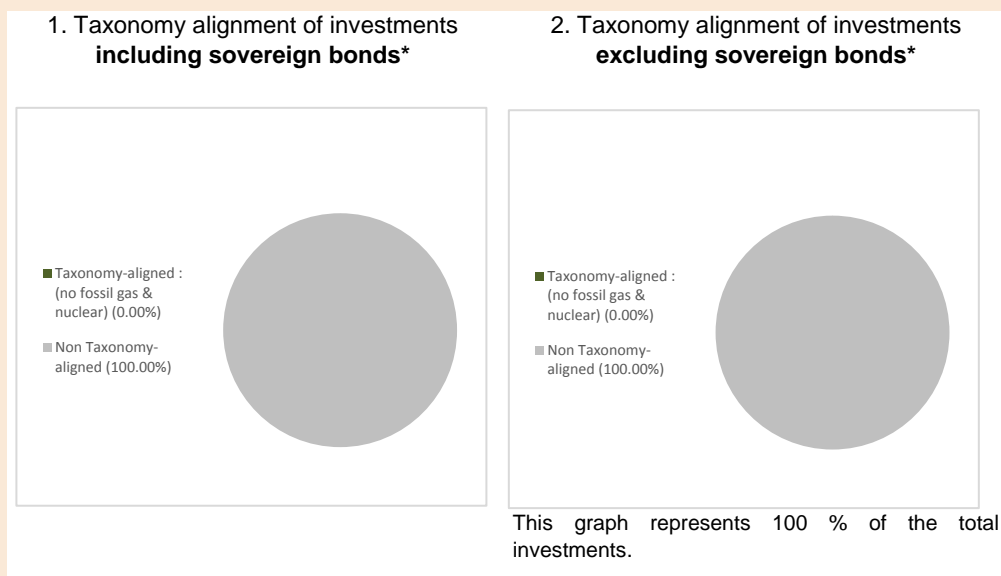 1. Taxonomy alignment of investments
including sovereign bonds*
Taxonomy-aligned :
(no fossil gas &
nuclear) (0.00%)
Non Taxonomy-
aligned (100.00%)
2. Taxonomy alignment of investments
excluding sovereign bonds*
Taxonomy-aligned :
(no fossil gas &
nuclear) (0.00%)
Non Taxonomy-
aligned (100.00%)
This graph represents 100 % of the total
investments.